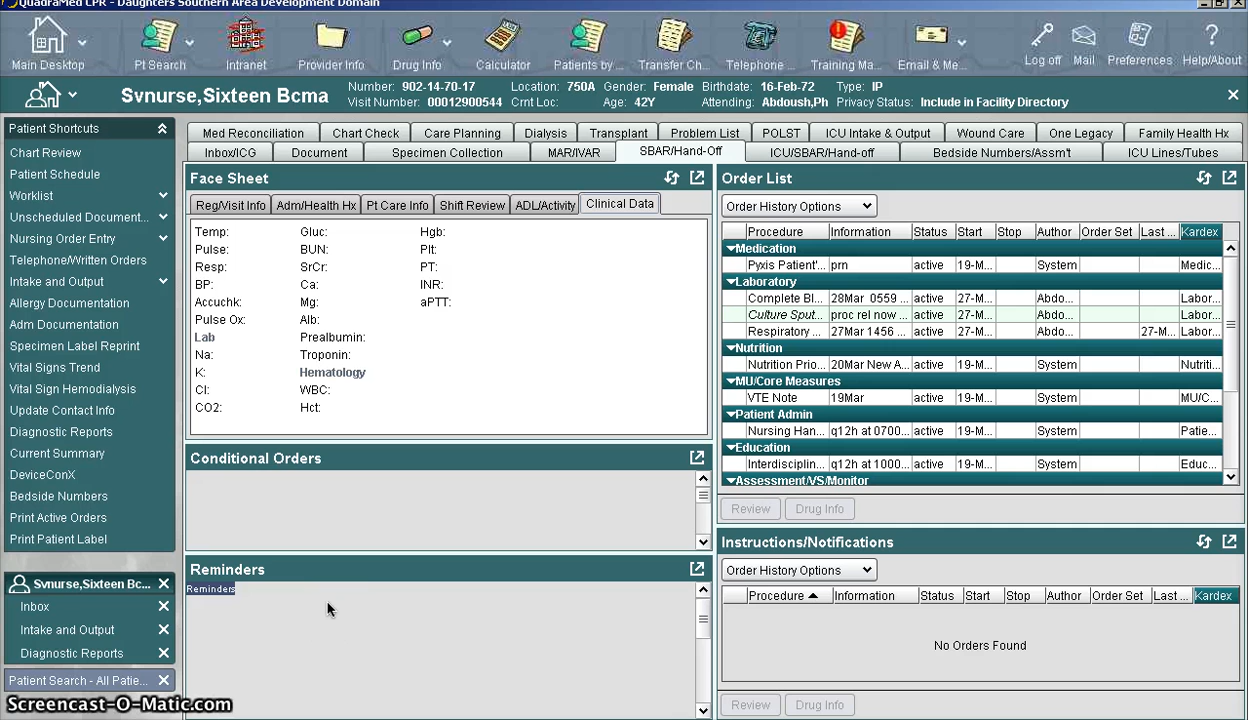 QuadraMed CPR - Daughters Southern Area Development Domain
Main Desktop
Pt Search
Intranet
Provider Info
Drug Info
Calculator
Patients by ...
Transfer Ch...
Telephone ...
Training Ma...
Email & Me...
Log off
Mail
Preferences
Help/About
Svnurse,Sixteen Bcma
Number: 902-14-70-17 Location: 750A Gender: Female Birthdate: 16-Feb-72 Type: IP
Visit Number: 00012900544 Crnt Loc: Age: 42Y Attending: Abdoush,Ph Privacy Status: Include in Facility Directory
Patient Shortcuts
Chart Review
Patient Schedule
Worklist
Unscheduled Document...
Nursing Order Entry
Telephone/Written Orders
Intake and Output
Allergy Documentation
Adm Documentation
Specimen Label Reprint
Vital Signs Trend
Vital Sign Hemodialysis
Update Contact Info
Diagnostic Reports
Current Summary
DeviceConX
Bedside Numbers
Print Active Orders
Print Patient Label
Svnurse,Sixteen Bc...
Inbox
Intake and Output
Diagnostic Reports
Patient Search - All Patie...
Med Reconciliation Chart Check Care Planning Dialysis Transplant Problem List POLST ICU Intake & Output Wound Care One Legacy Family Health Hx
Inbox/ICG Document Specimen Collection MAR/IVAR SBAR/Hand-Off ICU/SBAR/Hand-off Bedside Numbers/Assm't ICU Lines/Tubes
Face Sheet
Reg/Visit Info Adm/Health Hx Pt Care Info Shift Review ADL/Activity Clinical Data
Temp: Gluc: Hgb:
Pulse: BUN: Plt:
Resp: SrCr: PT:
BP: Ca: INR:
Accuchk: Mg: aPTT:
Pulse Ox: Alb:
Lab Prealbumin:
Na: Troponin:
K: Hematology
Cl: WBC:
CO2: Hct:
Conditional Orders
Reminders
Reminders
Order List
Order History Options
Procedure Information Status Start Stop Author Order Set Last ... Kardex
Medication
Pyxis Patient'... prn active 19-M... System Medic...
Laboratory
Complete Bl... 28Mar 0559 ... active 27-M... Abdo... Labor...
Culture Sput... proc rel now ... active 27-M... Abdo... Labor...
Respiratory ... 27Mar 1456 ... active 27-M... Abdo... 27-M... Labor...
Nutrition
Nutrition Prio... 20Mar New A... active 19-M... System Nutriti...
MU/Core Measures
VTE Note 19Mar active 19-M... System MU/C...
Patient Admin
Nursing Han... q12h at 0700... active 19-M... System Patie...
Education
Interdisciplin... q12h at 1000... active 19-M... System Educ...
Assessment/VS/Monitor
Review Drug Info
Instructions/Notifications
Order History Options
Procedure Information Status Start Stop Author Order Set Last ... Kardex
No Orders Found
Review Drug Info
Screencast-O-Matic.com